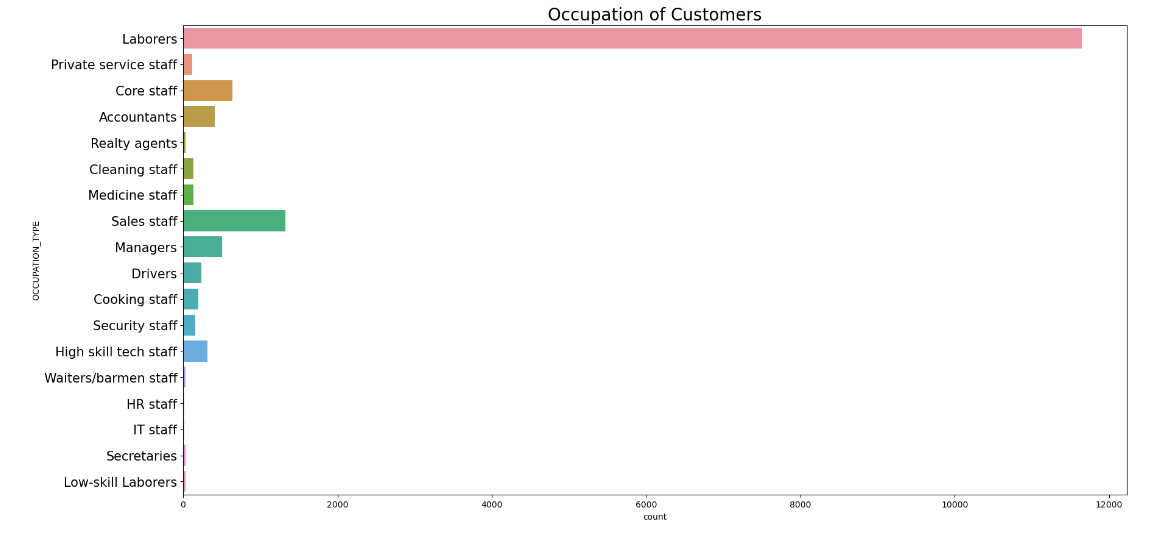 Occupation of Customers
Laborers
Private service staff
Core staff
Accountants
Realty agents
Cleaning staff
Medicine staff
Sales staff
Managers
Drivers
Cooking staff
Security staff
High skill tech staff
Waiters/barmen staff
HR staff
IT staff
Secretaries
Low-skill Laborers
OCCUPATION_TYPE
0 2000 4000 6000 8000 10000 12000
count